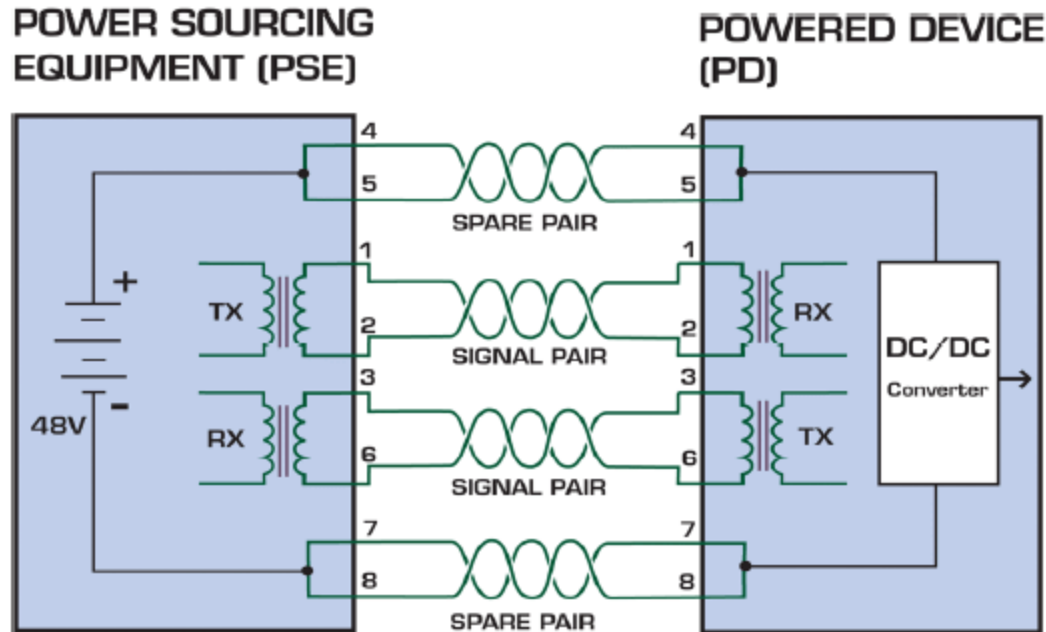 POWER SOURCING
EQUIPMENT (PSE)
POWERED DEVICE
(PD)
4
4
5
5
SPARE PAIR
1
1
+
TX
RX
2
2
SIGNAL PAIR
DC/DC
Converter
3
3
-
48V
RX
TX
6
6
SIGNAL PAIR
7
7
8
8
SPARE PAIR